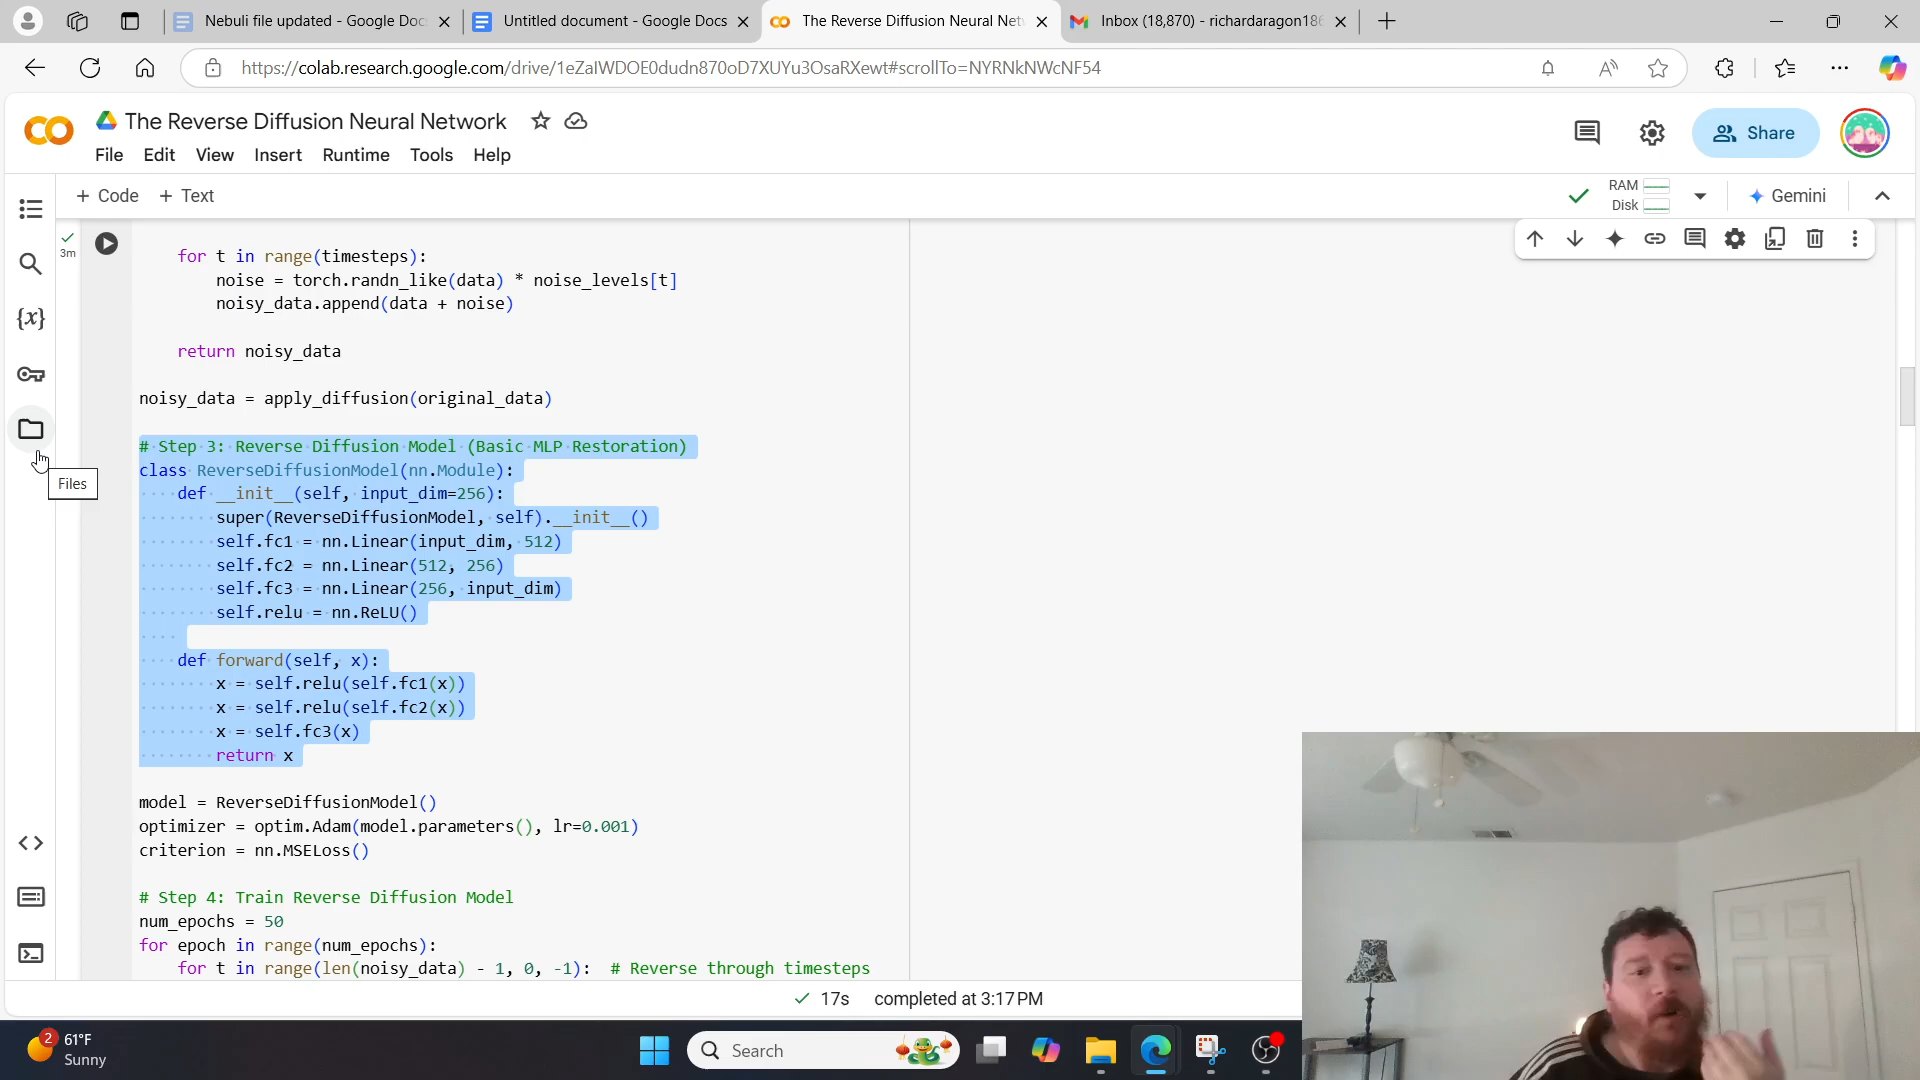 Nebuli file updated - Google Doc
Untitled document - Google Docs
The Reverse Diffusion Neural Net
Inbox (18,870) - richardaragon186
https://colab.research.google.com/drive/1eZaIWDOE0dudn870oD7XUYu3OsaRXewt#scrollTo=NYRNkNWcNF54
The Reverse Diffusion Neural Network
Share
File Edit View Insert Runtime Tools Help
+ Code + Text
RAM
Disk
Gemini
3m
for t in range(timesteps):
noise = torch.randn_like(data) * noise_levels[t]
noisy_data.append(data + noise)
return noisy_data
noisy_data = apply_diffusion(original_data)
# Step 3: Reverse Diffusion Model (Basic MLP Restoration)
class ReverseDiffusionModel(nn.Module):
def __init__(self, input_dim=256):
super(ReverseDiffusionModel, self).__init__()
self.fc1 = nn.Linear(input_dim, 512)
self.fc2 = nn.Linear(512, 256)
self.fc3 = nn.Linear(256, input_dim)
self.relu = nn.ReLU()
def forward(self, x):
x = self.relu(self.fc1(x))
x = self.relu(self.fc2(x))
x = self.fc3(x)
return x
model = ReverseDiffusionModel()
optimizer = optim.Adam(model.parameters(), lr=0.001)
criterion = nn.MSELoss()
# Step 4: Train Reverse Diffusion Model
num_epochs = 50
for epoch in range(num_epochs):
for t in range(len(noisy_data) - 1, 0, -1): # Reverse through timesteps
{x}
Files
17s completed at 3:17 PM
2
61°F
Sunny
Search